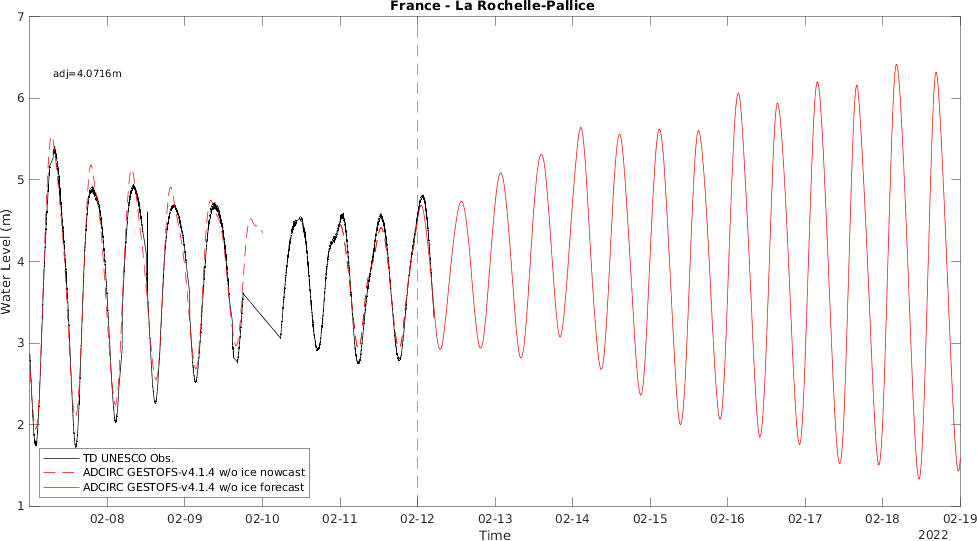 France - La Rochelle-Pallice
7
6
5
4
3
2
1
Water Level (m)
adj=4.0716m
TD UNESCO Obs.
ADCIRC GESTOFS-v4.1.4 w/o ice nowcast
ADCIRC GESTOFS-v4.1.4 w/o ice forecast
02-08 02-09 02-10 02-11 02-12 02-13 02-14 02-15 02-16 02-17 02-18 02-19
Time
2022